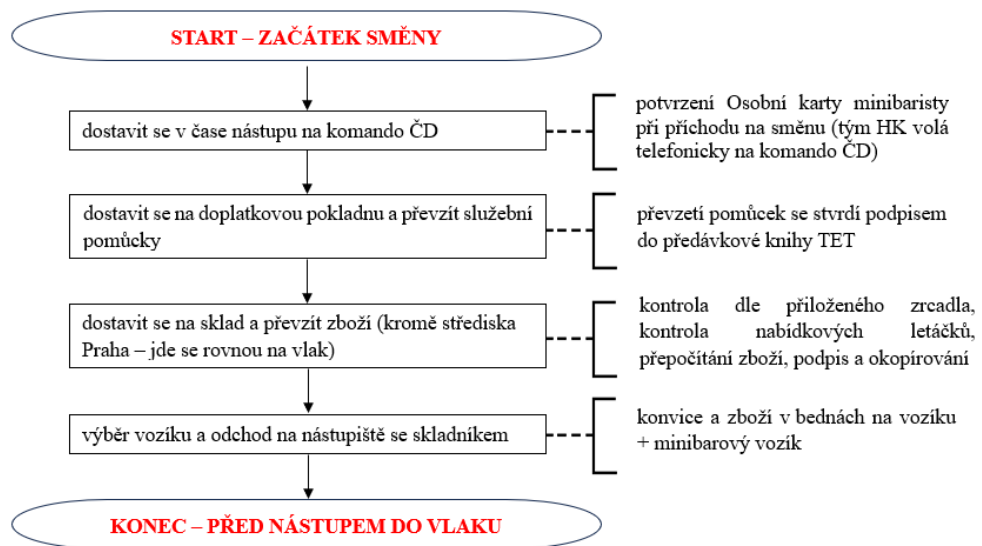 START – ZAČÁTEK SMĚNY
dostavit se v čase nástupu na komando ČD
potvrzení Osobní karty minibaristy
při příchodu na směnu (tým HK volá
telefonicky na komando ČD)
dostavit se na doplatkovou pokladnu a převzít služební
pomůcky
převzetí pomůcek se stvrdí podpisem
do předávkové knihy TET
dostavit se na sklad a převzít zboží (kromě střediska
Praha – jde se rovnou na vlak)
kontrola dle přiloženého zrcadla,
kontrola nabídkových letáčků,
přepočítání zboží, podpis a okopírování
výběr vozíku a odchod na nástupiště se skladníkem
konvice a zboží v bednách na vozíku
+ minibarový vozík
KONEC – PŘED NÁSTUPEM DO VLAKU